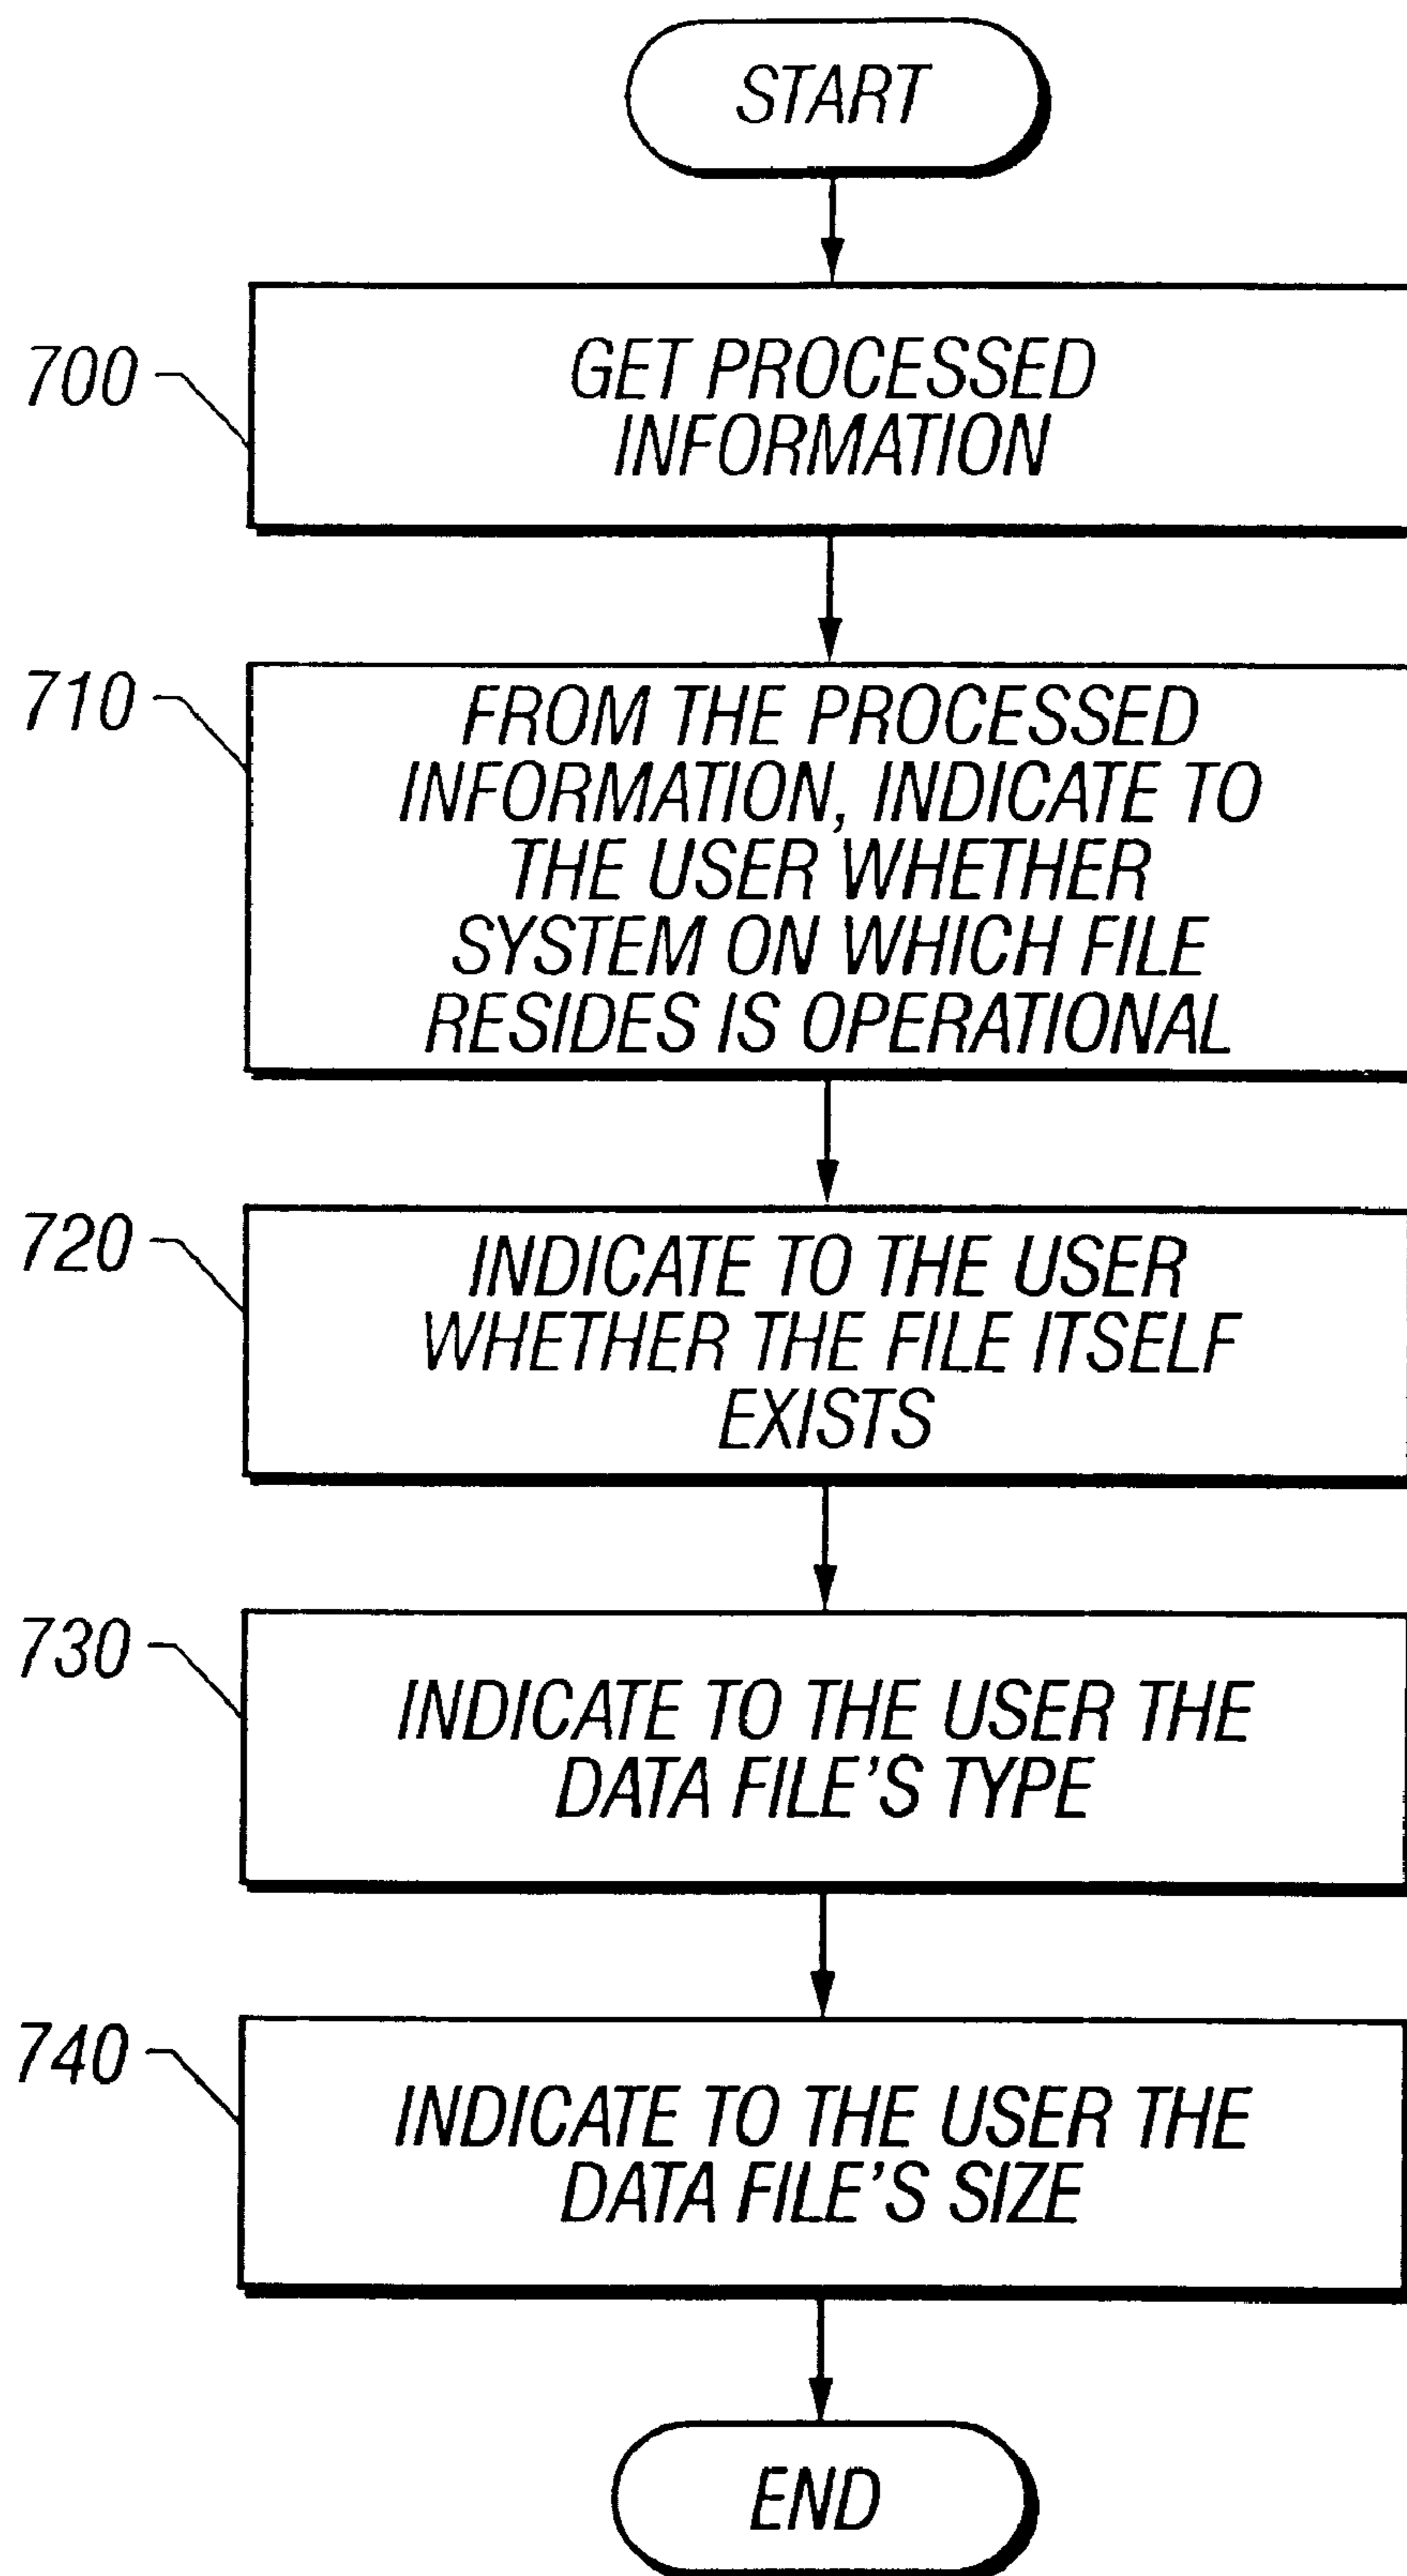 START
700
GET PROCESSED
INFORMATION
710
FROM THE PROCESSED
INFORMATION, INDICATE TO
THE USER WHETHER
SYSTEM ON WHICH FILE
RESIDES IS OPERATIONAL
720
INDICATE TO THE USER
WHETHER THE FILE ITSELF
EXISTS
730
INDICATE TO THE USER THE
DATA FILE'S TYPE
740
INDICATE TO THE USER THE
DATA FILE'S SIZE
END